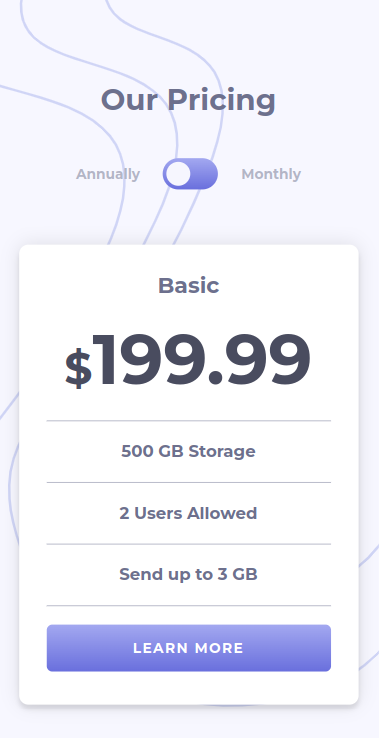 Our Pricing
Annually Monthly
Basic
$199.99
500 GB Storage
2 Users Allowed
Send up to 3 GB
LEARN MORE